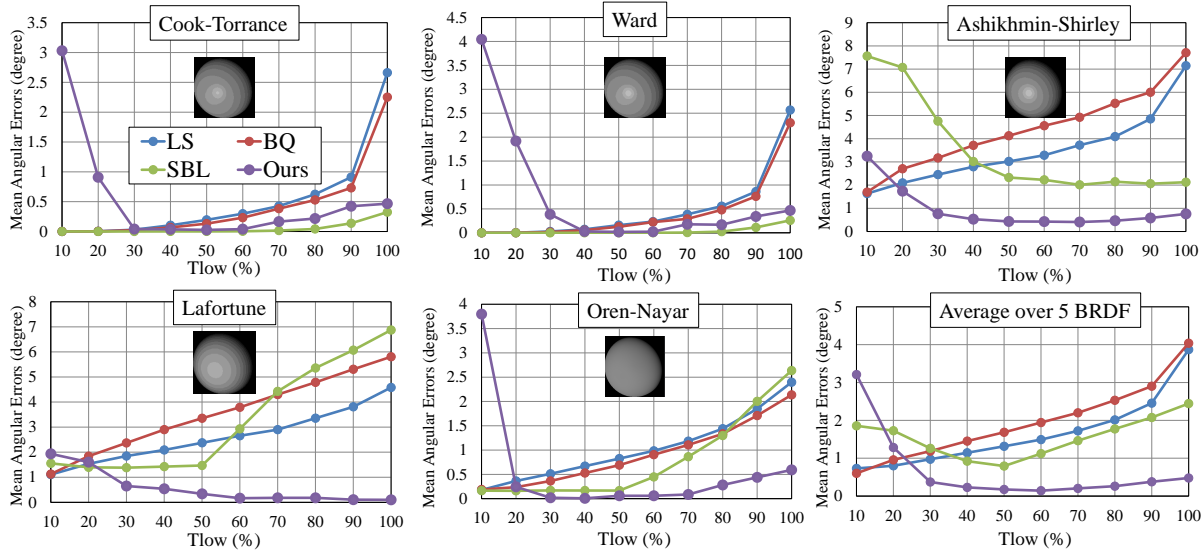 Cook-Torrance
Mean Angular Errors (degree)
3.5
3
2.5
2
1.5
1
0.5
0
LS
BQ
SBL
Ours
10 20 30 40 50 60 70 80 90 100
Tlow (%)
Ward
Mean Angular Errors (degree)
4.5
4
3.5
3
2.5
2
1.5
1
0.5
0
10 20 30 40 50 60 70 80 90 100
Tlow (%)
Ashikhmin-Shirley
Mean Angular Errors (degree)
9
8
7
6
5
4
3
2
1
0
10 20 30 40 50 60 70 80 90 100
Tlow (%)
Lafortune
Mean Angular Errors (degree)
8
7
6
5
4
3
2
1
0
10 20 30 40 50 60 70 80 90 100
Tlow (%)
Oren-Nayar
Mean Angular Errors (degree)
4
3.5
3
2.5
2
1.5
1
0.5
0
10 20 30 40 50 60 70 80 90 100
Tlow (%)
Average over 5 BRDF
Mean Angular Errors (degree)
5
4
3
2
1
0
10 20 30 40 50 60 70 80 90 100
Tlow (%)